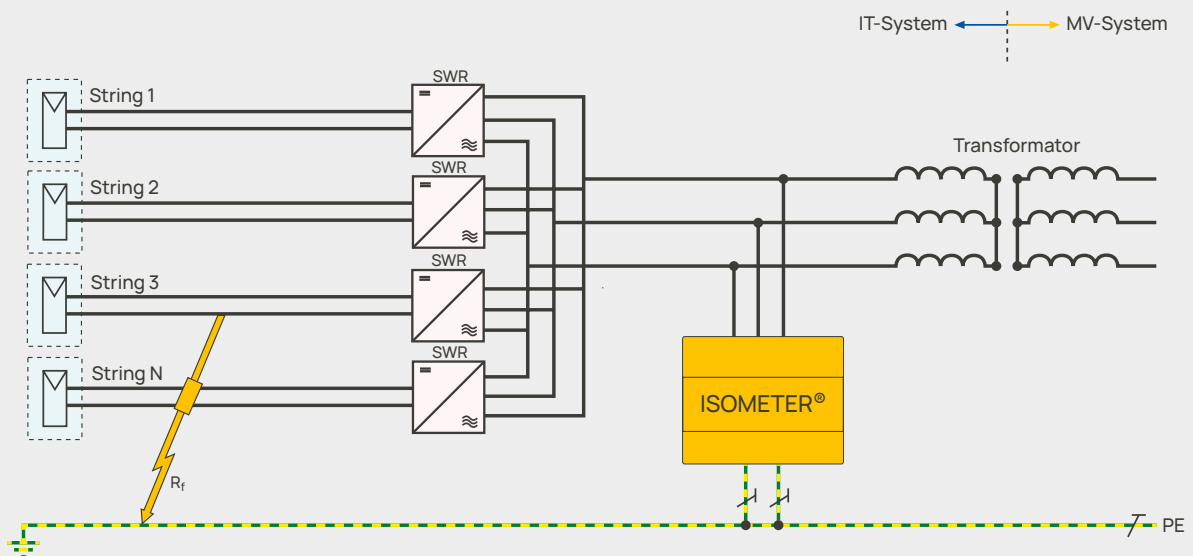 IT-System MV-System
SWR
String 1
Transformator
SWR
String 2
SWR
String 3
SWR
String N
ISOMETER®
Rf
PE